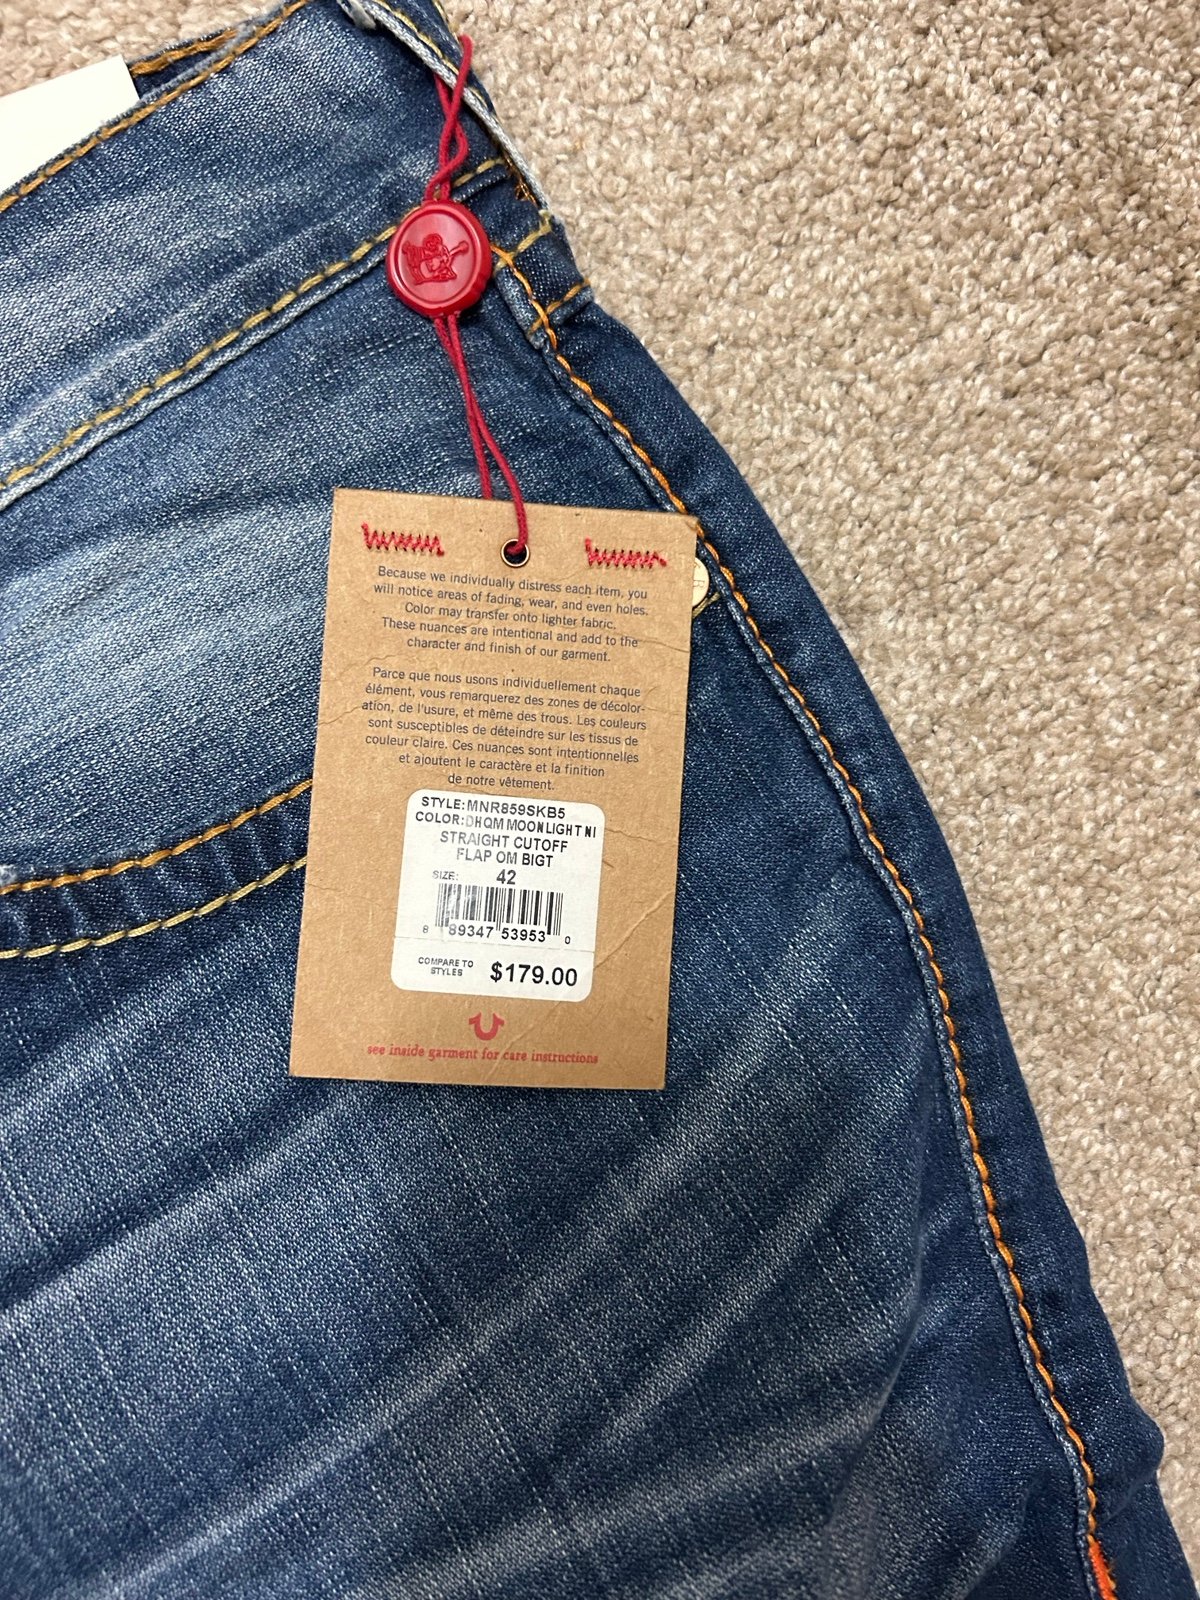 Because we individually distress each item, you
will notice areas of fading, wear, and even holes.
Color may transfer onto lighter fabric.
These nuances are intentional and add to the
character and finish of our garment.
Parce que nous usons individuellement chaque
élément, vous remarquerez des zones de décolor-
ation, de l'usure, et même des trous. Les couleurs
sont susceptibles de déteindre sur les tissus de
couleur claire. Ces nuances sont intentionnelles
et ajoutent le caractère et la finition
de notre vêtement.
STYLE:MNR859SKB5
COLOR:DHQM MOONLIGHT NI
STRAIGHT CUTOFF
FLAP OM BIGT
SIZE: 42
8 89347 53953 0
COMPARE TO
STYLES $179.00
see inside garment for care instructions